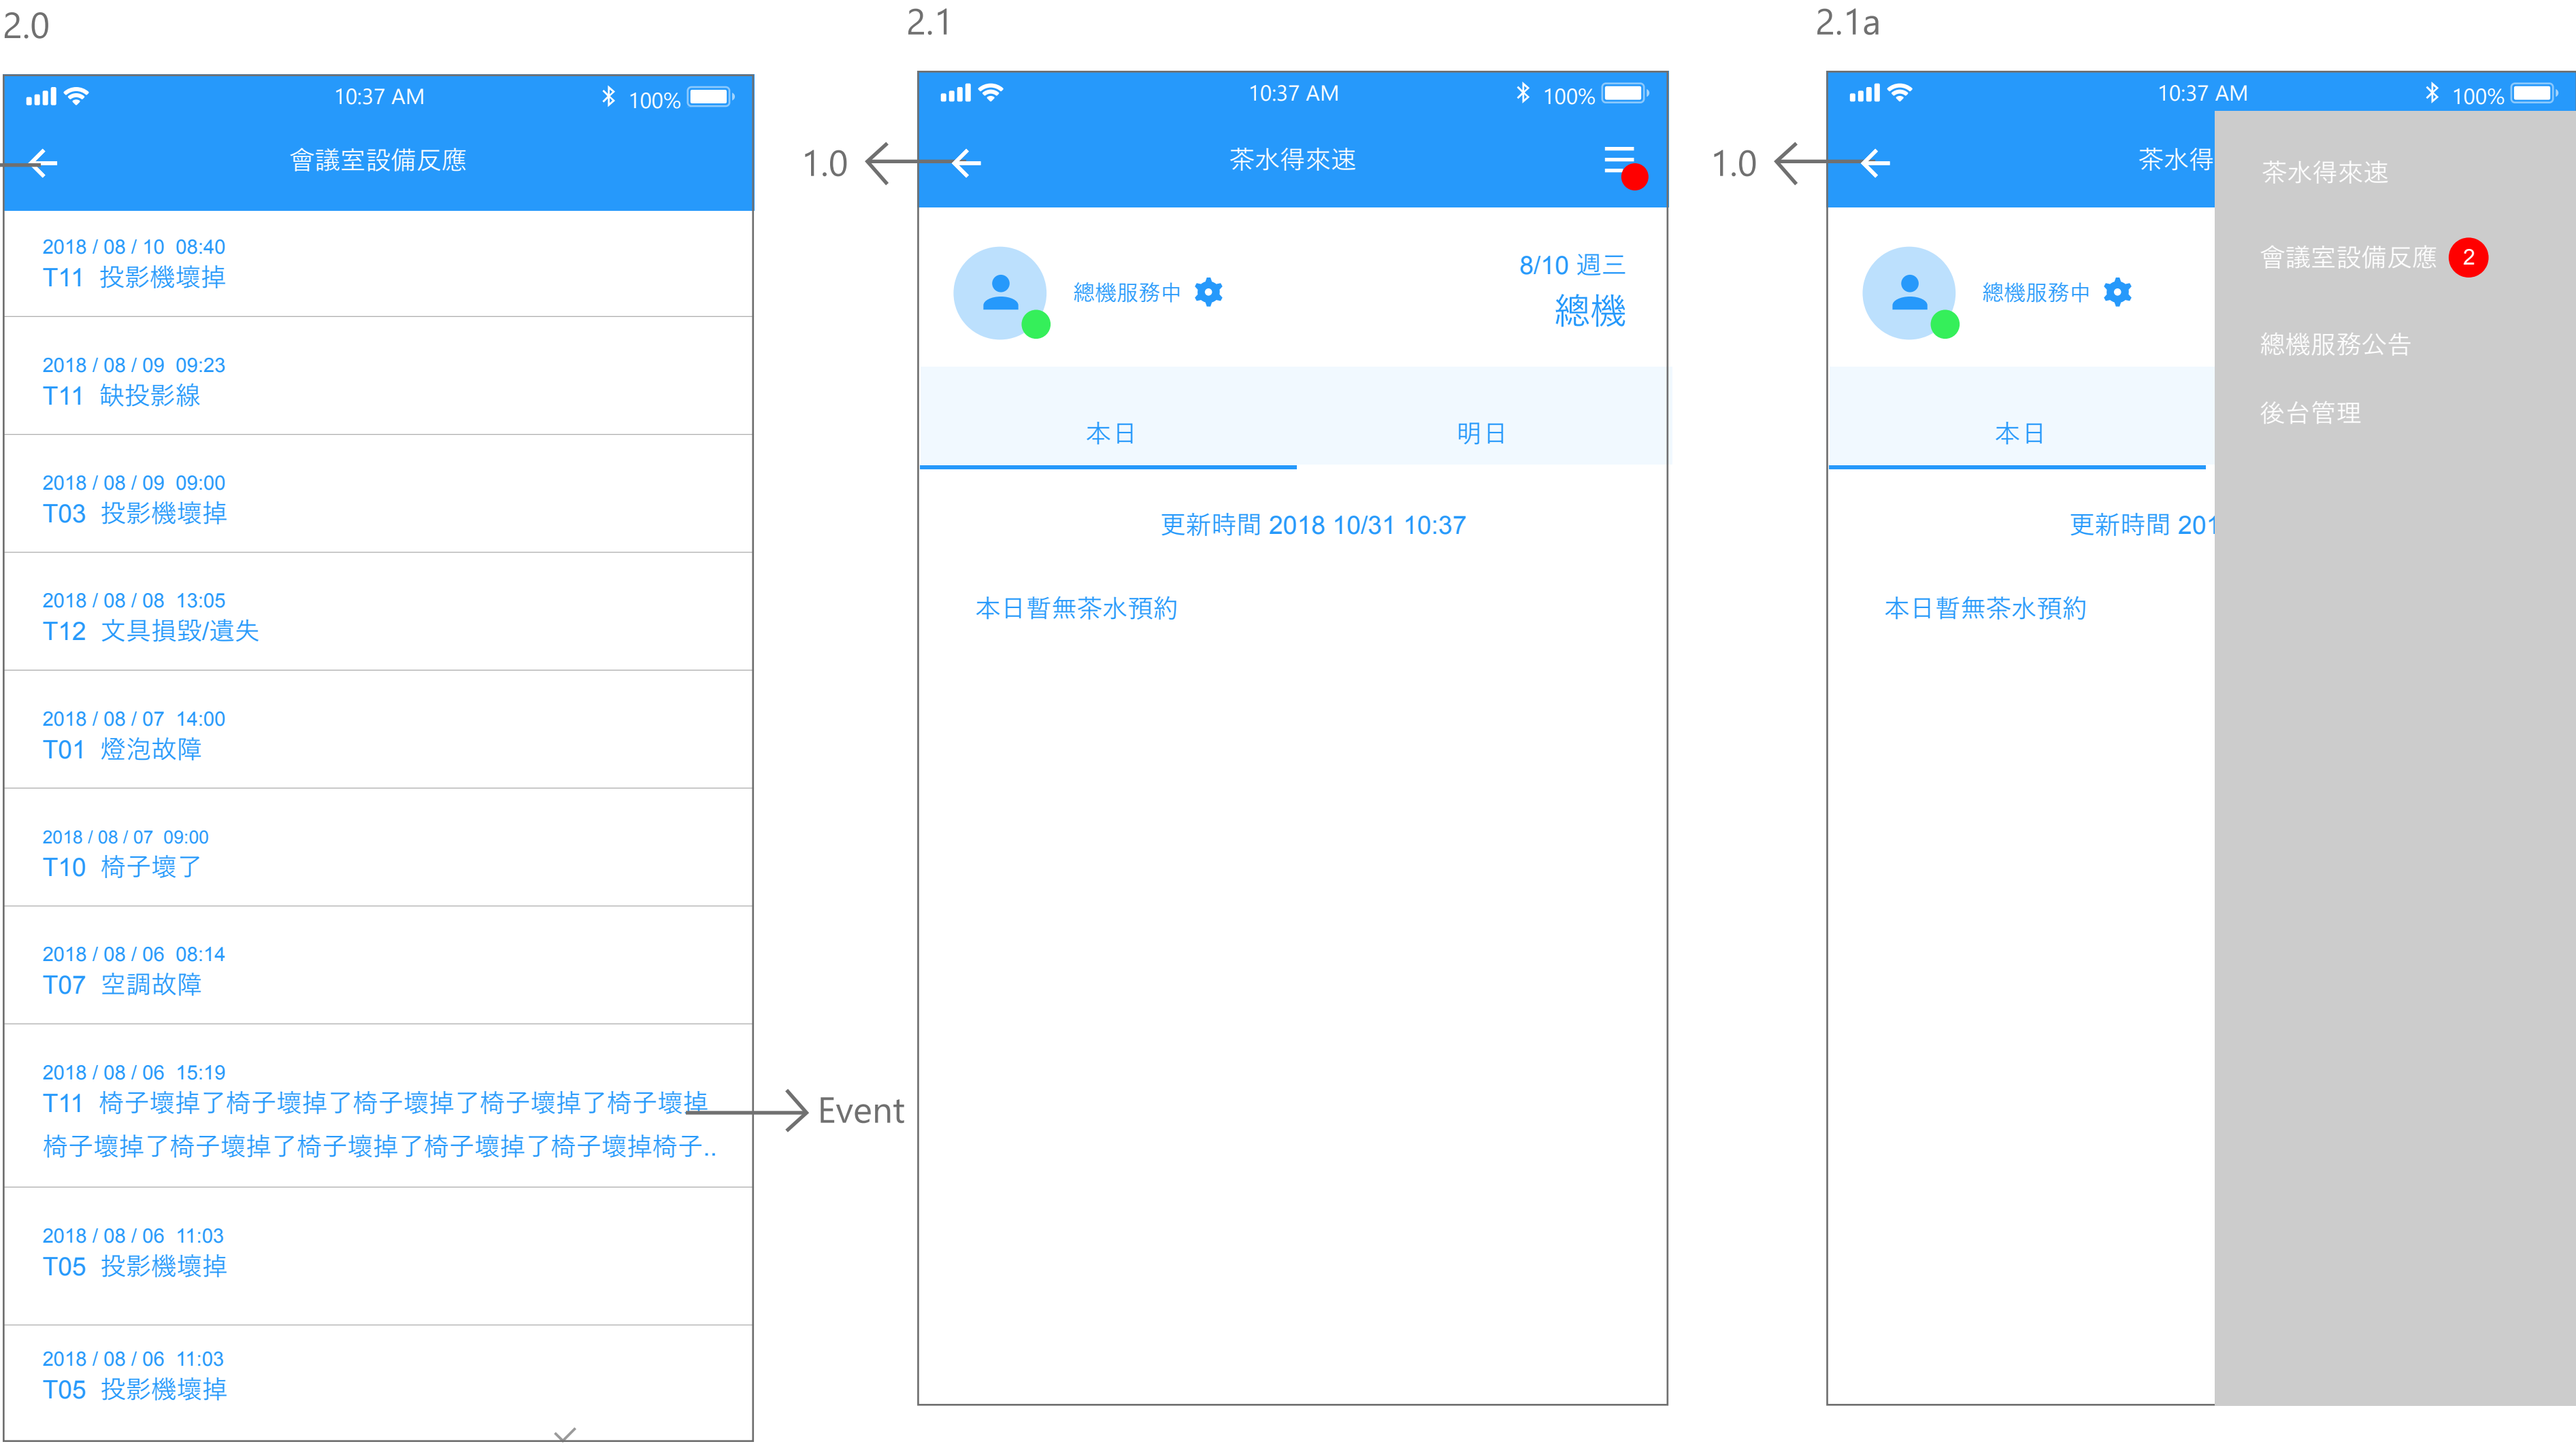 2.0
10:37 AM
100%
會議室設備反應
2018 / 08 / 10 08:40
T11 投影機壞掉
2018 / 08 / 09 09:23
T11 缺投影線
2018 / 08 / 09 09:00
T03 投影機壞掉
2018 / 08 / 08 13:05
T12 文具損毀/遺失
2018 / 08 / 07 14:00
T01 燈泡故障
2018 / 08 / 07 09:00
T10 椅子壞了
2018 / 08 / 06 08:14
T07 空調故障
2018 / 08 / 06 15:19
T11 椅子壞掉了椅子壞掉了椅子壞掉了椅子壞掉了椅子壞掉
椅子壞掉了椅子壞掉了椅子壞掉了椅子壞掉了椅子壞掉椅子..
Event
2018 / 08 / 06 11:03
T05 投影機壞掉
2018 / 08 / 06 11:03
T05 投影機壞掉
2.1
10:37 AM
100%
1.0
茶水得來速
總機服務中
8/10 週三
總機
本日
明日
更新時間 2018 10/31 10:37
本日暫無茶水預約
2.1a
10:37 AM
100%
1.0
茶水得
總機服務中
本日
更新時間 201
本日暫無茶水預約
茶水得來速
會議室設備反應 2
總機服務公告
後台管理